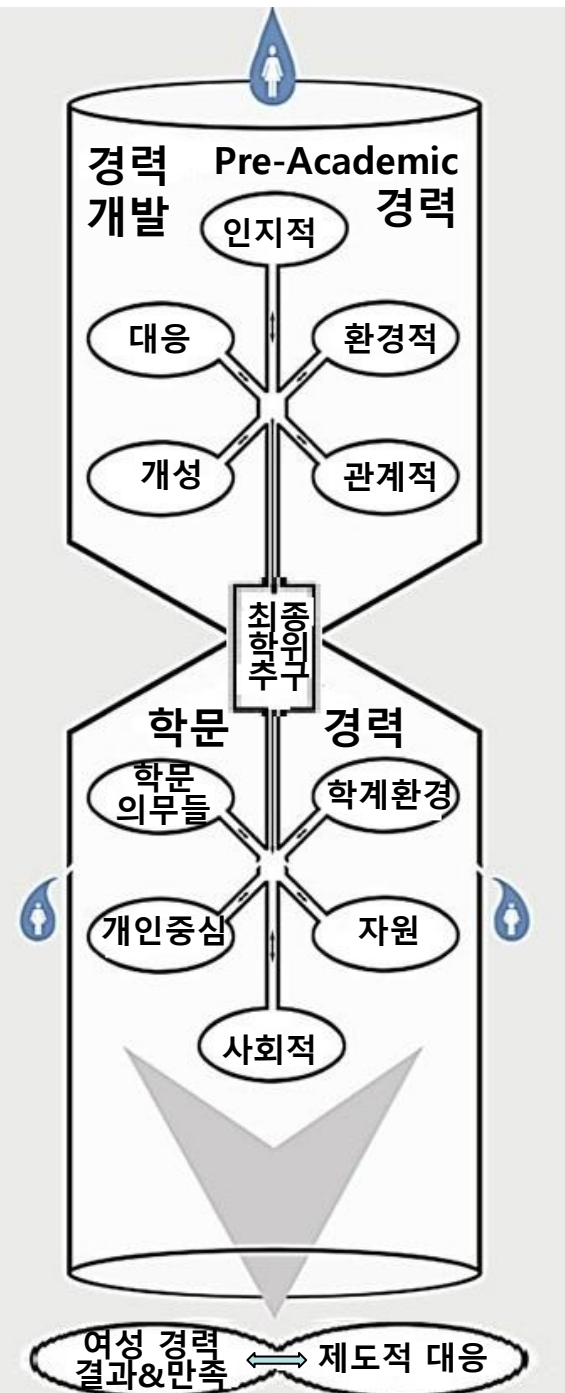 경력 Pre-Academic
개발 경력
인지적
대응
환경적
개성
관계적
최종
학위
추구
학문 경력
학문
의무들
학계환경
개인중심
자원
사회적
여성 경력
결과&만족
제도적 대응